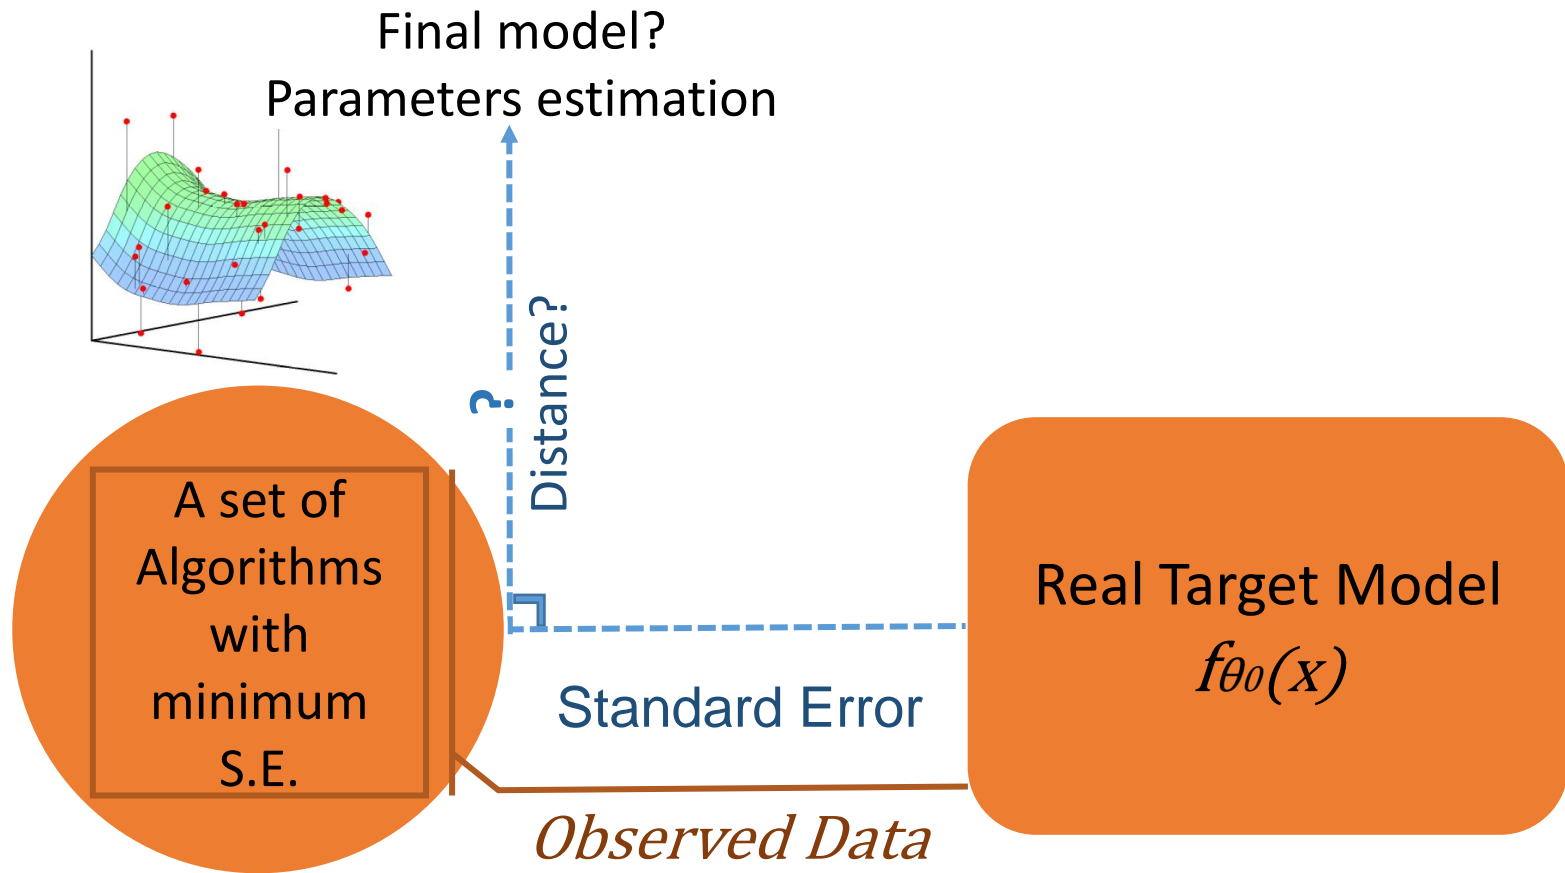 Final model?
Parameters estimation
?
Distance?
A set of
Algorithms
with
minimum
S.E.
Real Target Model
fθ0(x)
Standard Error
Observed Data